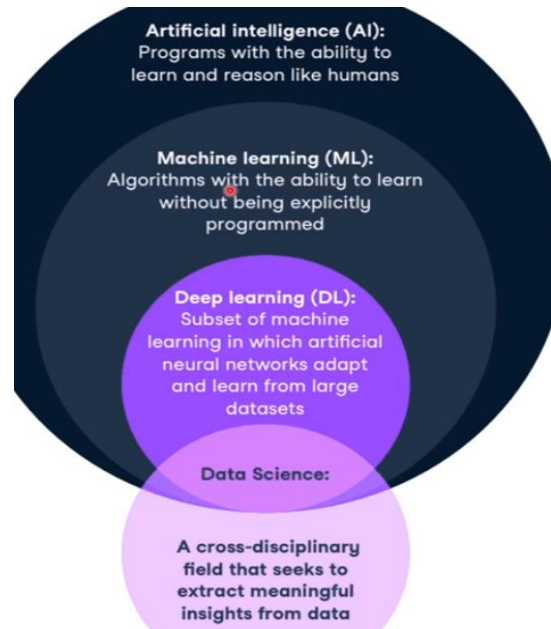 Artificial intelligence (AI):
Programs with the ability to
learn and reason like humans
Machine learning (ML):
Algorithms with the ability to learn
without being explicitly
programmed
Deep learning (DL):
Subset of machine
learning in which artificial
neural networks adapt
and learn from large
datasets
Data Science:
A cross-disciplinary
field that seeks to
extract meaningful
insights from data